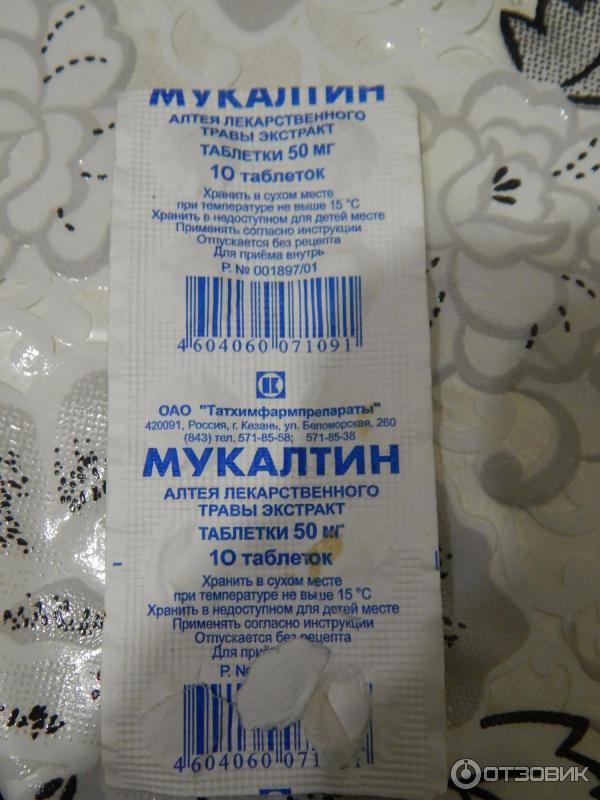 МУКАЛТИН
АЛТЕЯ ЛЕКАРСТВЕННОГО
ТРАВЫ ЭКСТРАКТ
ТАБЛЕТКИ 50 МГ
10 таблеток
Хранить в сухом месте
при температуре не выше 15 °С
Хранить в недоступном для детей месте
Применять согласно инструкции
Отпускается без рецепта
Для приёма внутрь
Р. № 001897/01
4 604060 071091
ОАО "Татхимфармпрепараты"
420091, Россия, г. Казань, ул. Беломорская, 260
(843) тел. 571-85-58; 571-85-38
МУКАЛТИН
АЛТЕЯ ЛЕКАРСТВЕННОГО
ТРАВЫ ЭКСТРАКТ
ТАБЛЕТКИ 50 мг
10 таблеток
Хранить в сухом месте
при температуре не выше 15 °С
Хранить в недоступном для детей месте
Применять согласно инструкции
Отпускается без рецепта
Для
Р. №
4 604060 071091
ОТЗОВИК